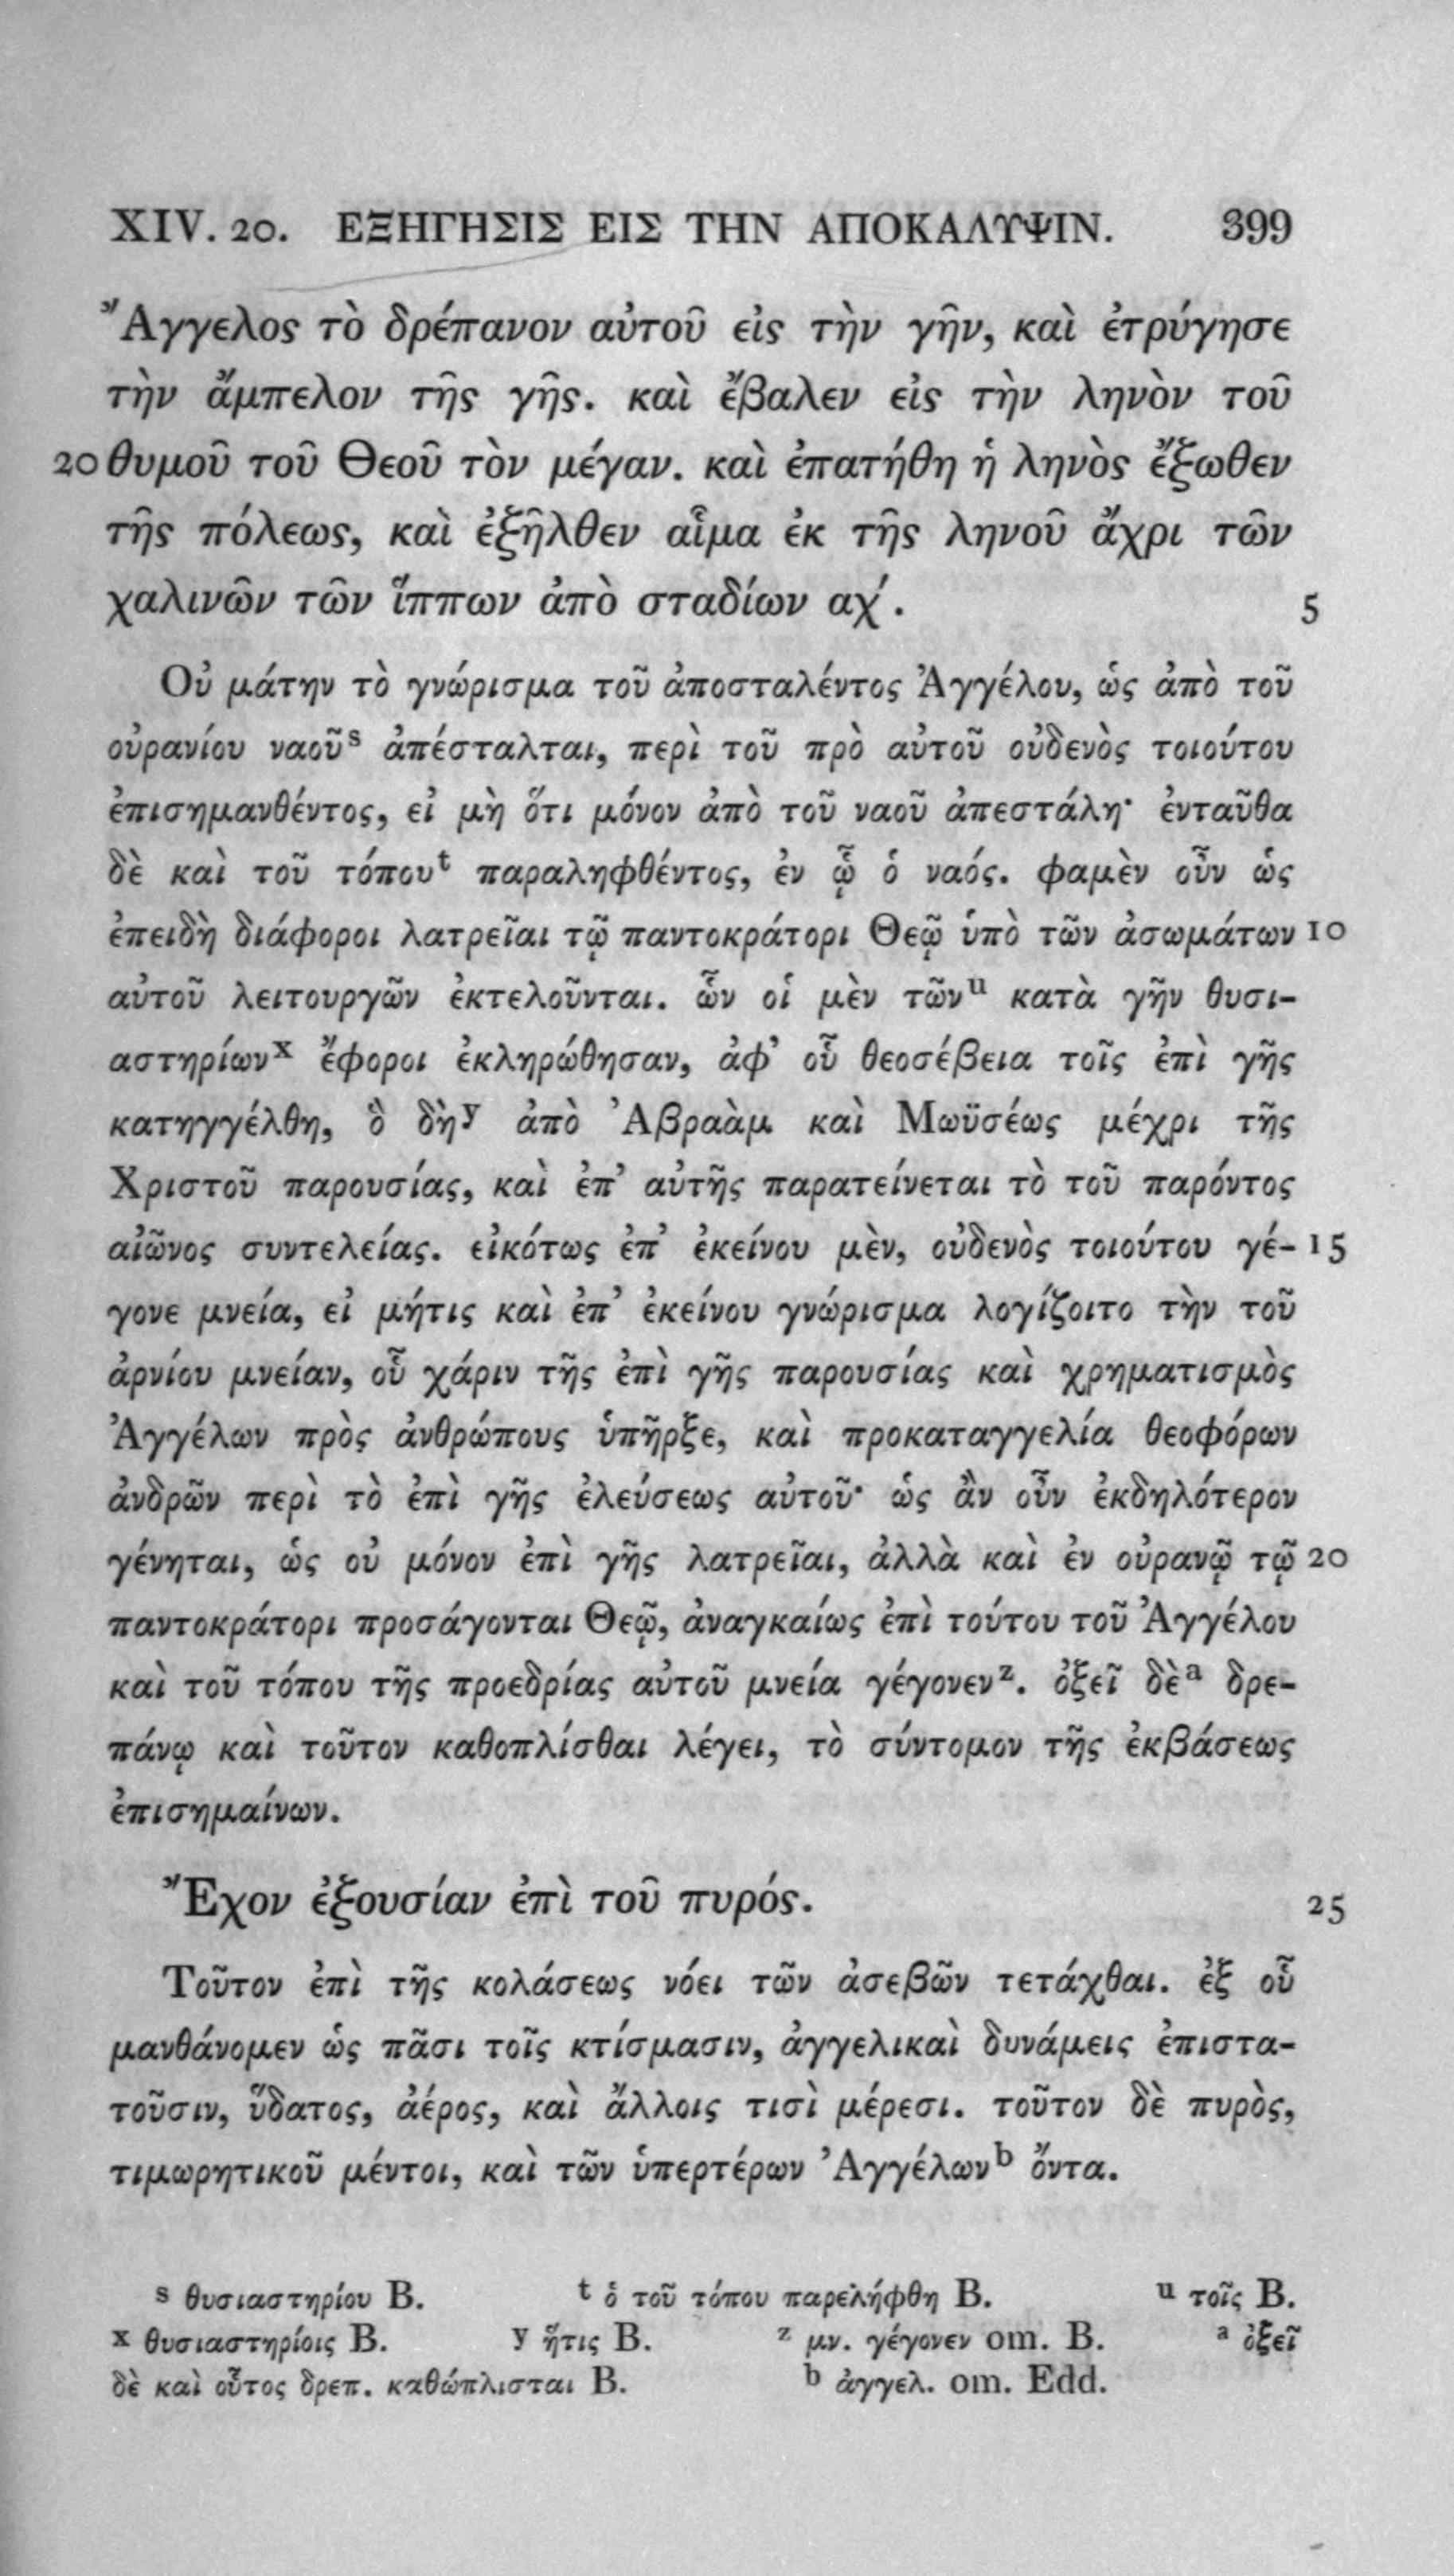 XIV. 20. ΕΞΗΓΗΣΙΣ ΕΙΣ ΤΗΝ ΑΠΟΚΑΛΥΨΙΝ. 399
Ἄγγελος τὸ δρέπανον αὐτοῦ εἰς τὴν γῆν, καὶ ἐτρύγησε
τὴν ἄμπελον τῆς γῆς. καὶ ἔβαλεν εἰς τὴν ληνὸν τοῦ
20 θυμοῦ τοῦ Θεοῦ τὸν μέγαν. καὶ ἐπατήθη ἡ ληνὸς ἔξωθεν
τῆς πόλεως, καὶ ἐξῆλθεν αἷμα ἐκ τῆς ληνοῦ ἄχρι τῶν
χαλινῶν τῶν ἵππων ἀπὸ σταδίων αχ΄. 5
Οὐ μάτην τὸ γνώρισμα τοῦ ἀποσταλέντος Ἀγγέλου, ὡς ἀπὸ τοῦ
οὐρανίου ναοῦ s ἀπέσταλται, περὶ τοῦ πρὸ αὐτοῦ οὐδενὸς τοιούτου
ἐπισημανθέντος, εἰ μὴ ὅτι μόνον ἀπὸ τοῦ ναοῦ ἀπεστάλη· ἐνταῦθα
δὲ καὶ τοῦ τόπου t παραληφθέντος, ἐν ᾧ ὁ ναός. φαμὲν οὖν ὡς
ἐπειδὴ διάφοροι λατρεῖαι τῷ παντοκράτορι Θεῷ ὑπὸ τῶν ἀσωμάτων 10
αὐτοῦ λειτουργῶν ἐκτελοῦνται. ὧν οἱ μὲν τῶν u κατὰ γῆν θυσι-
αστηρίων x ἔφοροι ἐκληρώθησαν, ἀφ’ οὗ θεοσέβεια τοῖς ἐπὶ γῆς
κατηγγέλθη, ὃ δὴ y ἀπὸ Ἀβραὰμ καὶ Μωϋσέως μέχρι τῆς
Χριστοῦ παρουσίας, καὶ ἐπ’ αὐτῆς παρατείνεται τὸ τοῦ παρόντος
αἰῶνος συντελείας. εἰκότως ἐπ’ ἐκείνου μὲν, οὐδενὸς τοιούτου γέ- 15
γονε μνεία, εἰ μήτις καὶ ἐπ’ ἐκείνου γνώρισμα λογίζοιτο τὴν τοῦ
ἀρνίου μνείαν, οὗ χάριν τῆς ἐπὶ γῆς παρουσίας καὶ χρηματισμὸς
Ἀγγέλων πρὸς ἀνθρώπους ὑπῆρξε, καὶ προκαταγγελία θεοφόρων
ἀνδρῶν περὶ τὸ ἐπὶ γῆς ἐλεύσεως αὐτοῦ· ὡς ἂν οὖν ἐκδηλότερον
γένηται, ὡς οὐ μόνον ἐπὶ γῆς λατρεῖαι, ἀλλὰ καὶ ἐν οὐρανῷ τῷ 20
παντοκράτορι προσάγονται Θεῷ, ἀναγκαίως ἐπὶ τούτου τοῦ Ἀγγέλου
καὶ τοῦ τόπου τῆς προεδρίας αὐτοῦ μνεία γέγονεν z. ὀξεῖ δὲ a δρε-
πάνῳ καὶ τοῦτον καθοπλίσθαι λέγει, τὸ σύντομον τῆς ἐκβάσεως
ἐπισημαίνων.
Ἔχον ἐξουσίαν ἐπὶ τοῦ πυρός. 25
Τοῦτον ἐπὶ τῆς κολάσεως νόει τῶν ἀσεβῶν τετάχθαι. ἐξ οὗ
μανθάνομεν ὡς πᾶσι τοῖς κτίσμασιν, ἀγγελικαὶ δυνάμεις ἐπιστα-
τοῦσιν, ὕδατος, ἀέρος, καὶ ἄλλοις τισὶ μέρεσι. τοῦτον δὲ πυρὸς,
τιμωρητικοῦ μέντοι, καὶ τῶν ὑπερτέρων Ἀγγέλων b ὄντα.
s θυσιαστηρίου B. t ὁ τοῦ τόπου παρελήφθη B. u τοῖς B.
x θυσιαστηρίοις B. y ἥτις B. z μν. γέγονεν om. B. a ὀξεῖ
δὲ καὶ οὗτος δρεπ. καθώπλισται B. b ἀγγελ. om. Edd.